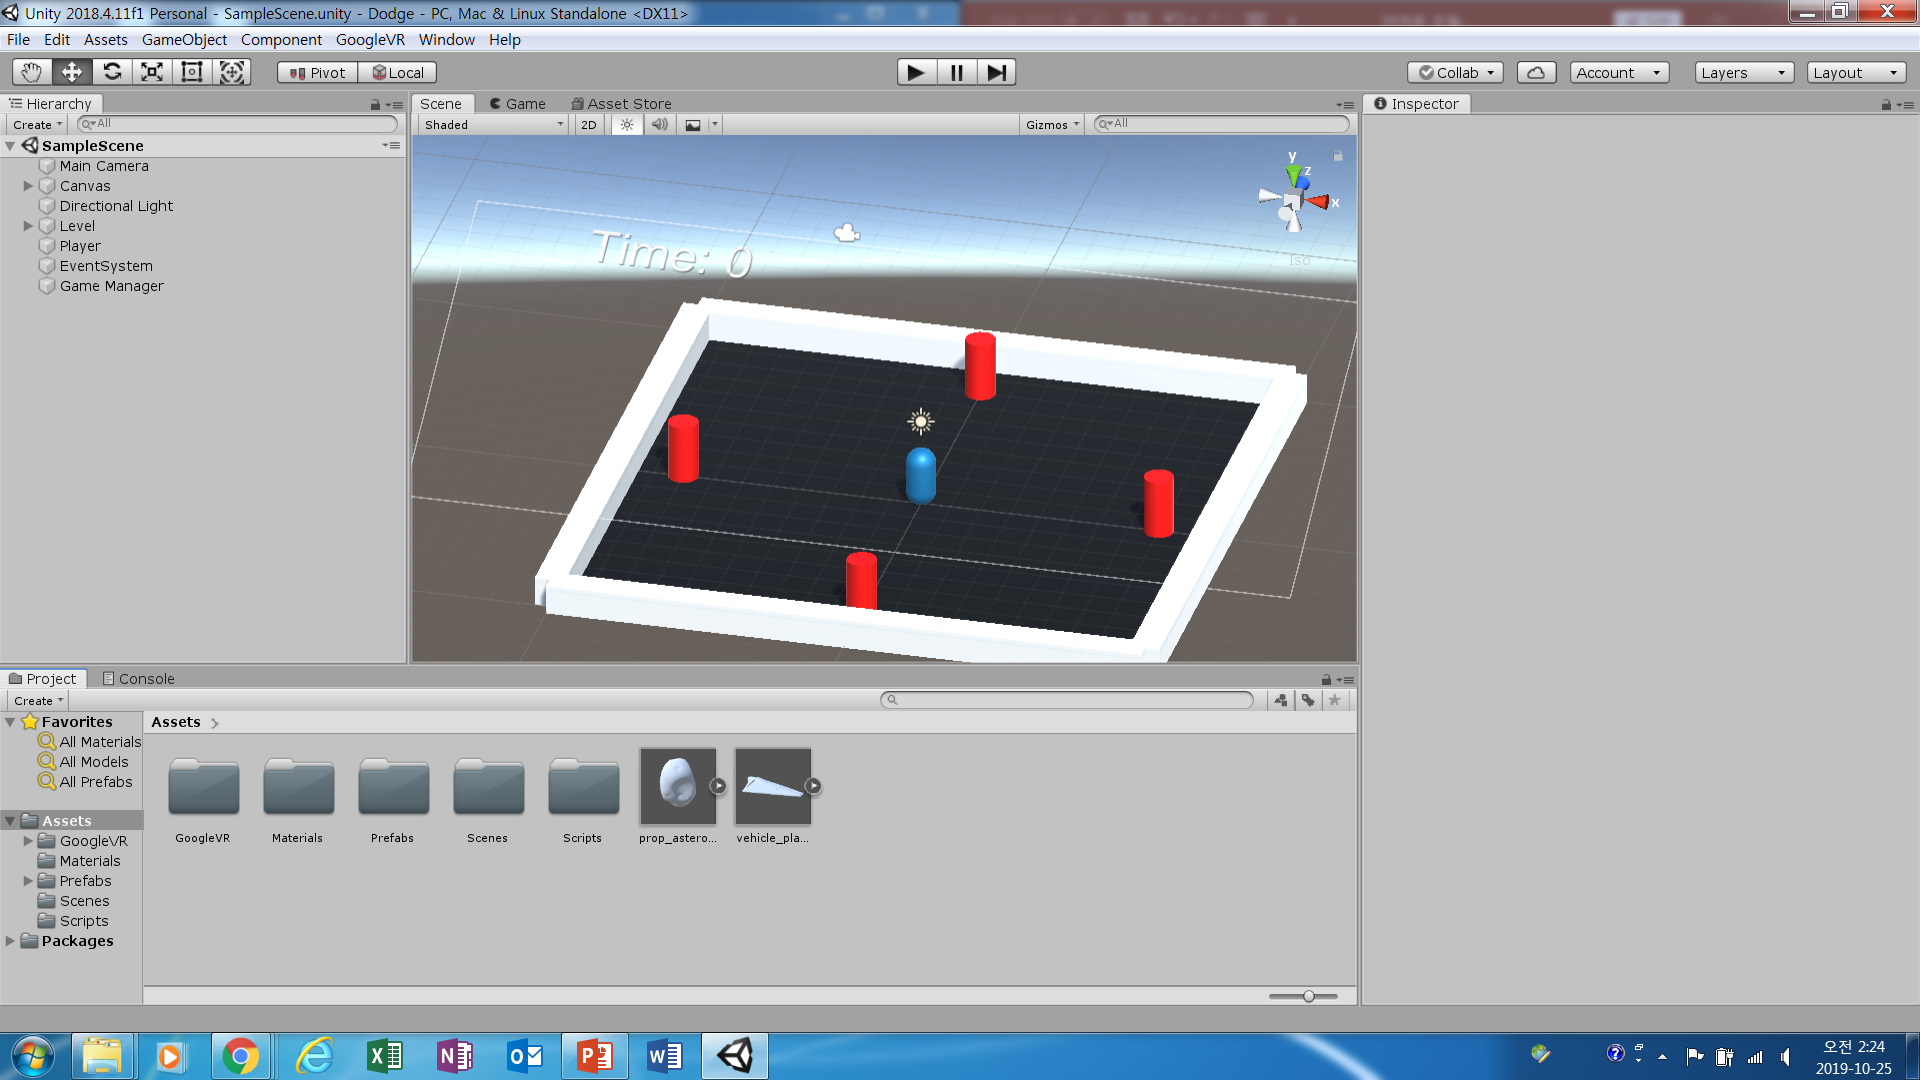 Unity 2018.4.11f1 Personal - SampleScene.unity - Dodge - PC, Mac & Linux Standalone <DX11>
File Edit Assets GameObject Component GoogleVR Window Help
Pivot Local Collab Account Layers Layout
Hierarchy Scene Game Asset Store Inspector
Create All Shaded 2D Gizmos All
SampleScene
Main Camera
Canvas
Directional Light
Level
Player
EventSystem
Game Manager
y
z
x
Iso
Time: 0
Project Console
Create
Favorites
All Materials
All Models
All Prefabs
Assets
GoogleVR
Materials
Prefabs
Scenes
Scripts
Packages
Assets
GoogleVR Materials Prefabs Scenes Scripts prop_astero... vehicle_pla...
오전 2:24
2019-10-25